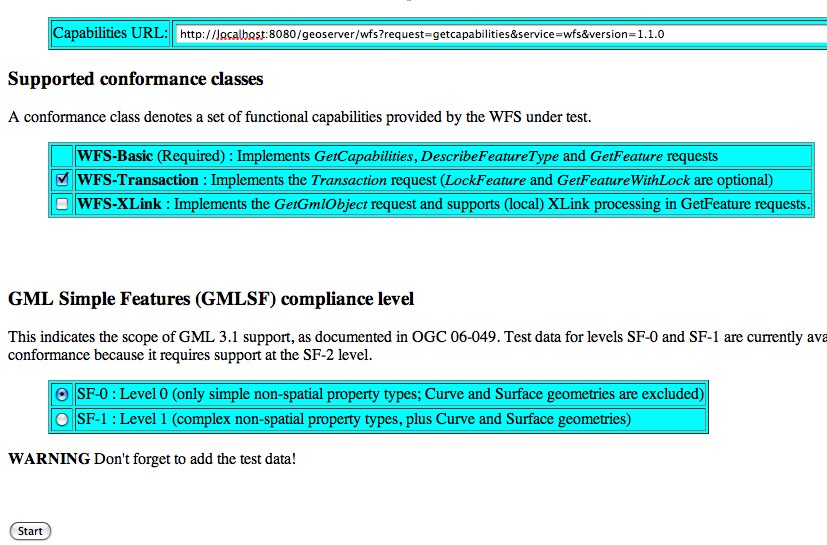 Capabilities URL: http://localhost:8080/geoserver/wfs?request=getcapabilities&service=wfs&version=1.1.0
Supported conformance classes
A conformance class denotes a set of functional capabilities provided by the WFS under test.
WFS-Basic (Required) : Implements GetCapabilities, DescribeFeatureType and GetFeature requests
WFS-Transaction : Implements the Transaction request (LockFeature and GetFeatureWithLock are optional)
WFS-XLink : Implements the GetGmlObject request and supports (local) XLink processing in GetFeature requests.
GML Simple Features (GMLSF) compliance level
This indicates the scope of GML 3.1 support, as documented in OGC 06-049. Test data for levels SF-0 and SF-1 are currently ava
conformance because it requires support at the SF-2 level.
SF-0 : Level 0 (only simple non-spatial property types; Curve and Surface geometries are excluded)
SF-1 : Level 1 (complex non-spatial property types, plus Curve and Surface geometries)
WARNING Don't forget to add the test data!
Start